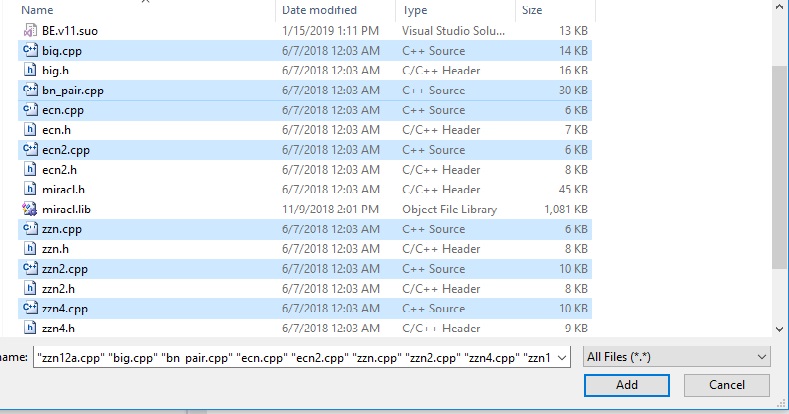 Name Date modified Type Size
BE.v11.suo 1/15/2019 1:11 PM Visual Studio Solu... 13 KB
big.cpp 6/7/2018 12:03 AM C++ Source 14 KB
big.h 6/7/2018 12:03 AM C/C++ Header 16 KB
bn_pair.cpp 6/7/2018 12:03 AM C++ Source 30 KB
ecn.cpp 6/7/2018 12:03 AM C++ Source 6 KB
ecn.h 6/7/2018 12:03 AM C/C++ Header 7 KB
ecn2.cpp 6/7/2018 12:03 AM C++ Source 6 KB
ecn2.h 6/7/2018 12:03 AM C/C++ Header 8 KB
miracl.h 6/7/2018 12:03 AM C/C++ Header 45 KB
miracl.lib 11/9/2018 2:01 PM Object File Library 1,081 KB
zzn.cpp 6/7/2018 12:03 AM C++ Source 6 KB
zzn.h 6/7/2018 12:03 AM C/C++ Header 8 KB
zzn2.cpp 6/7/2018 12:03 AM C++ Source 10 KB
zzn2.h 6/7/2018 12:03 AM C/C++ Header 8 KB
zzn4.cpp 6/7/2018 12:03 AM C++ Source 10 KB
zzn4.h 6/7/2018 12:03 AM C/C++ Header 9 KB
name: "zzn12a.cpp" "big.cpp" "bn_pair.cpp" "ecn.cpp" "ecn2.cpp" "zzn.cpp" "zzn2.cpp" "zzn4.cpp" "zzn1 All Files (*.*)
Add Cancel